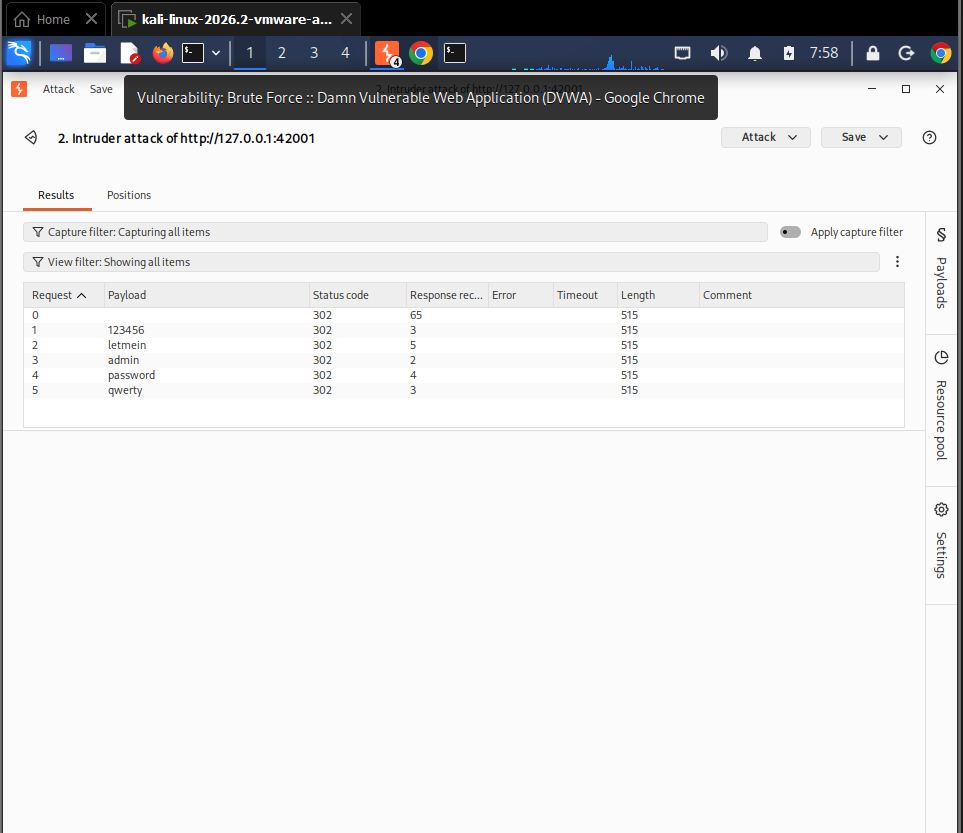 Home
kali-linux-2026.2-vmware-a...
1 2 3 4
4
7:58
Attack Save
Vulnerability: Brute Force :: Damn Vulnerable Web Application (DVWA) - Google Chrome
2. Intruder attack of http://127.0.0.1:42001
Attack
Save
Results Positions
Capture filter: Capturing all items
Apply capture filter
View filter: Showing all items
Request Payload Status code Response rec... Error Timeout Length Comment
0 302 65 515
1 123456 302 3 515
2 letmein 302 5 515
3 admin 302 2 515
4 password 302 4 515
5 qwerty 302 3 515
Payloads
Resource pool
Settings